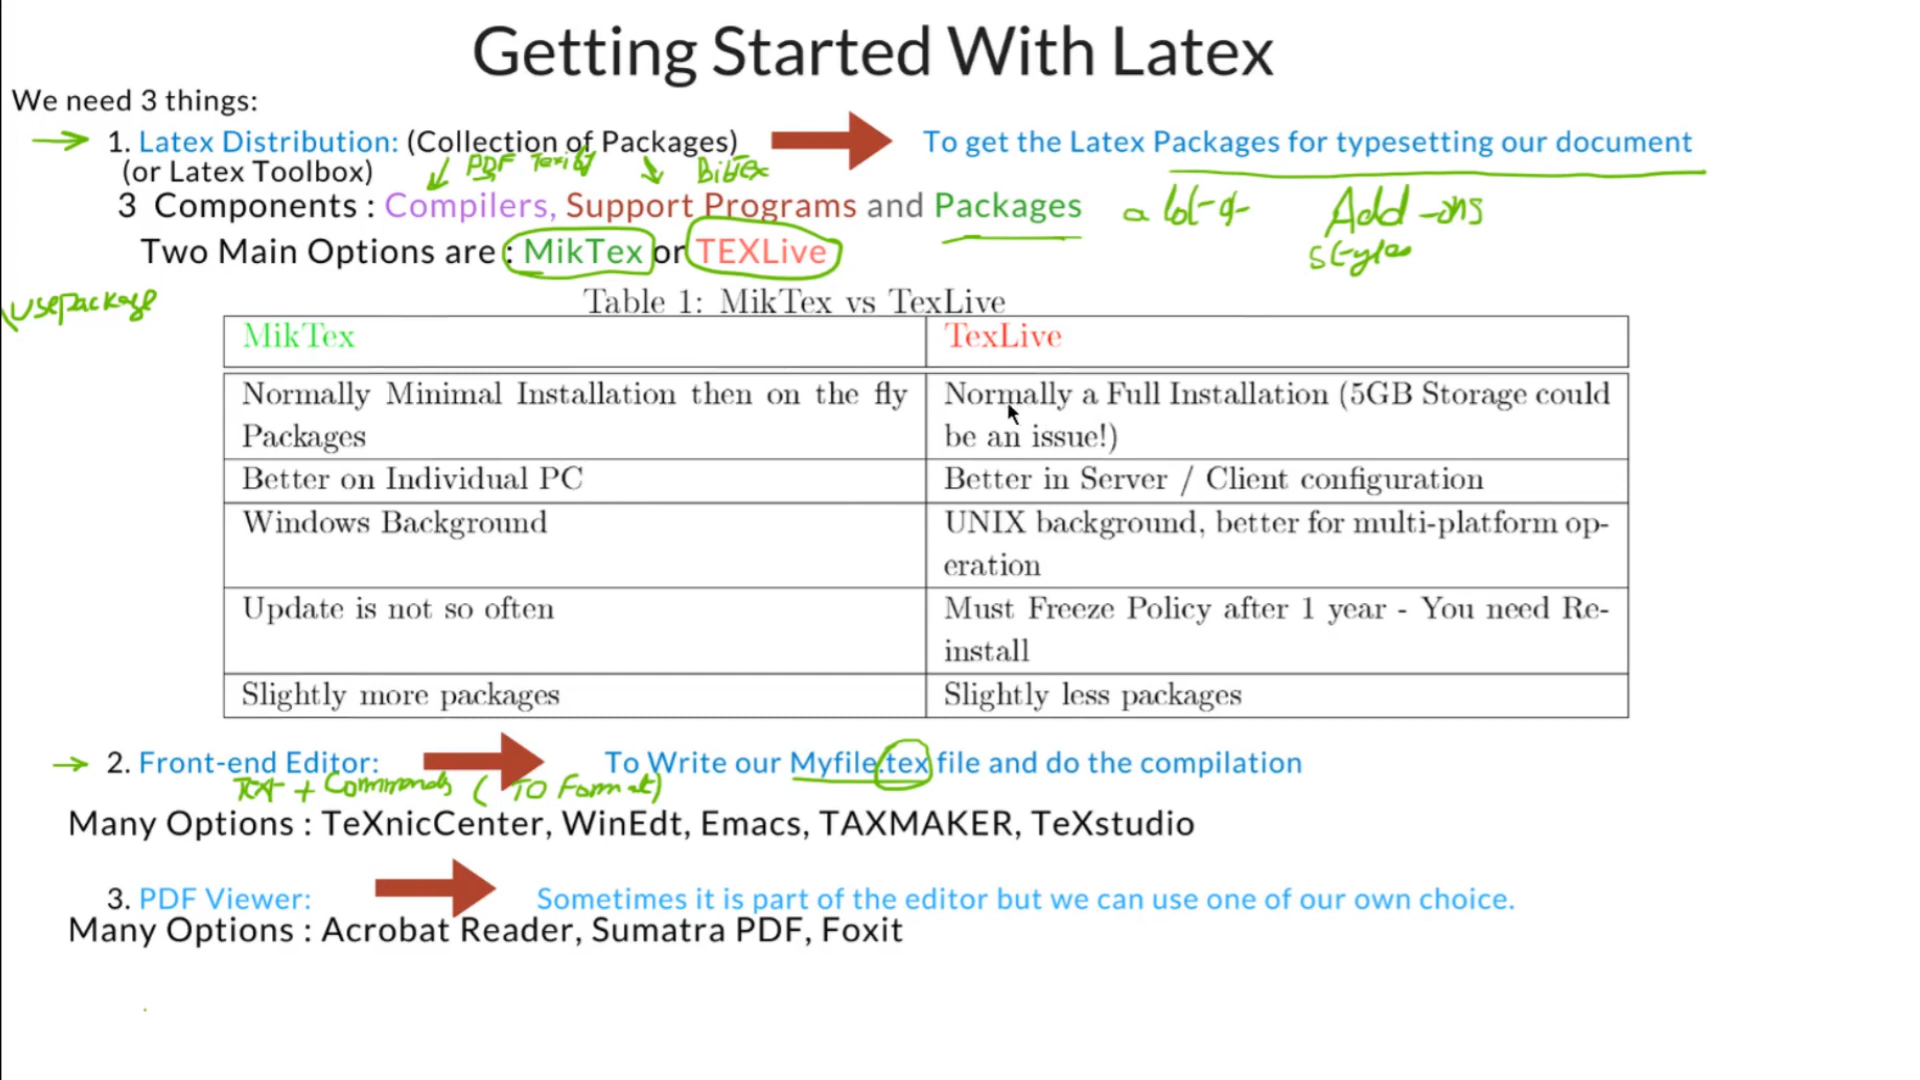 Getting Started With Latex
We need 3 things:
1. Latex Distribution: (Collection of Packages) To get the Latex Packages for typesetting our document
(or Latex Toolbox) PDF BibTex
3 Components : Compilers, Support Programs and Packages a lot of Add-ons
Two Main Options are : MikTex or TEXLive styles
\usepackage
Table 1: MikTex vs TexLive
MikTex TexLive
Normally Minimal Installation then on the fly Packages
Normally a Full Installation (5GB Storage could be an issue!)
Better on Individual PC Better in Server / Client configuration
Windows Background
UNIX background, better for multi-platform op-
eration
Update is not so often
Must Freeze Policy after 1 year - You need Re-
install
Slightly more packages Slightly less packages
2. Front-end Editor: To Write our Myfile.tex file and do the compilation
Text + Commands ( TO Format)
Many Options : TeXnicCenter, WinEdt, Emacs, TAXMAKER, TeXstudio
3. PDF Viewer: Sometimes it is part of the editor but we can use one of our own choice.
Many Options : Acrobat Reader, Sumatra PDF, Foxit